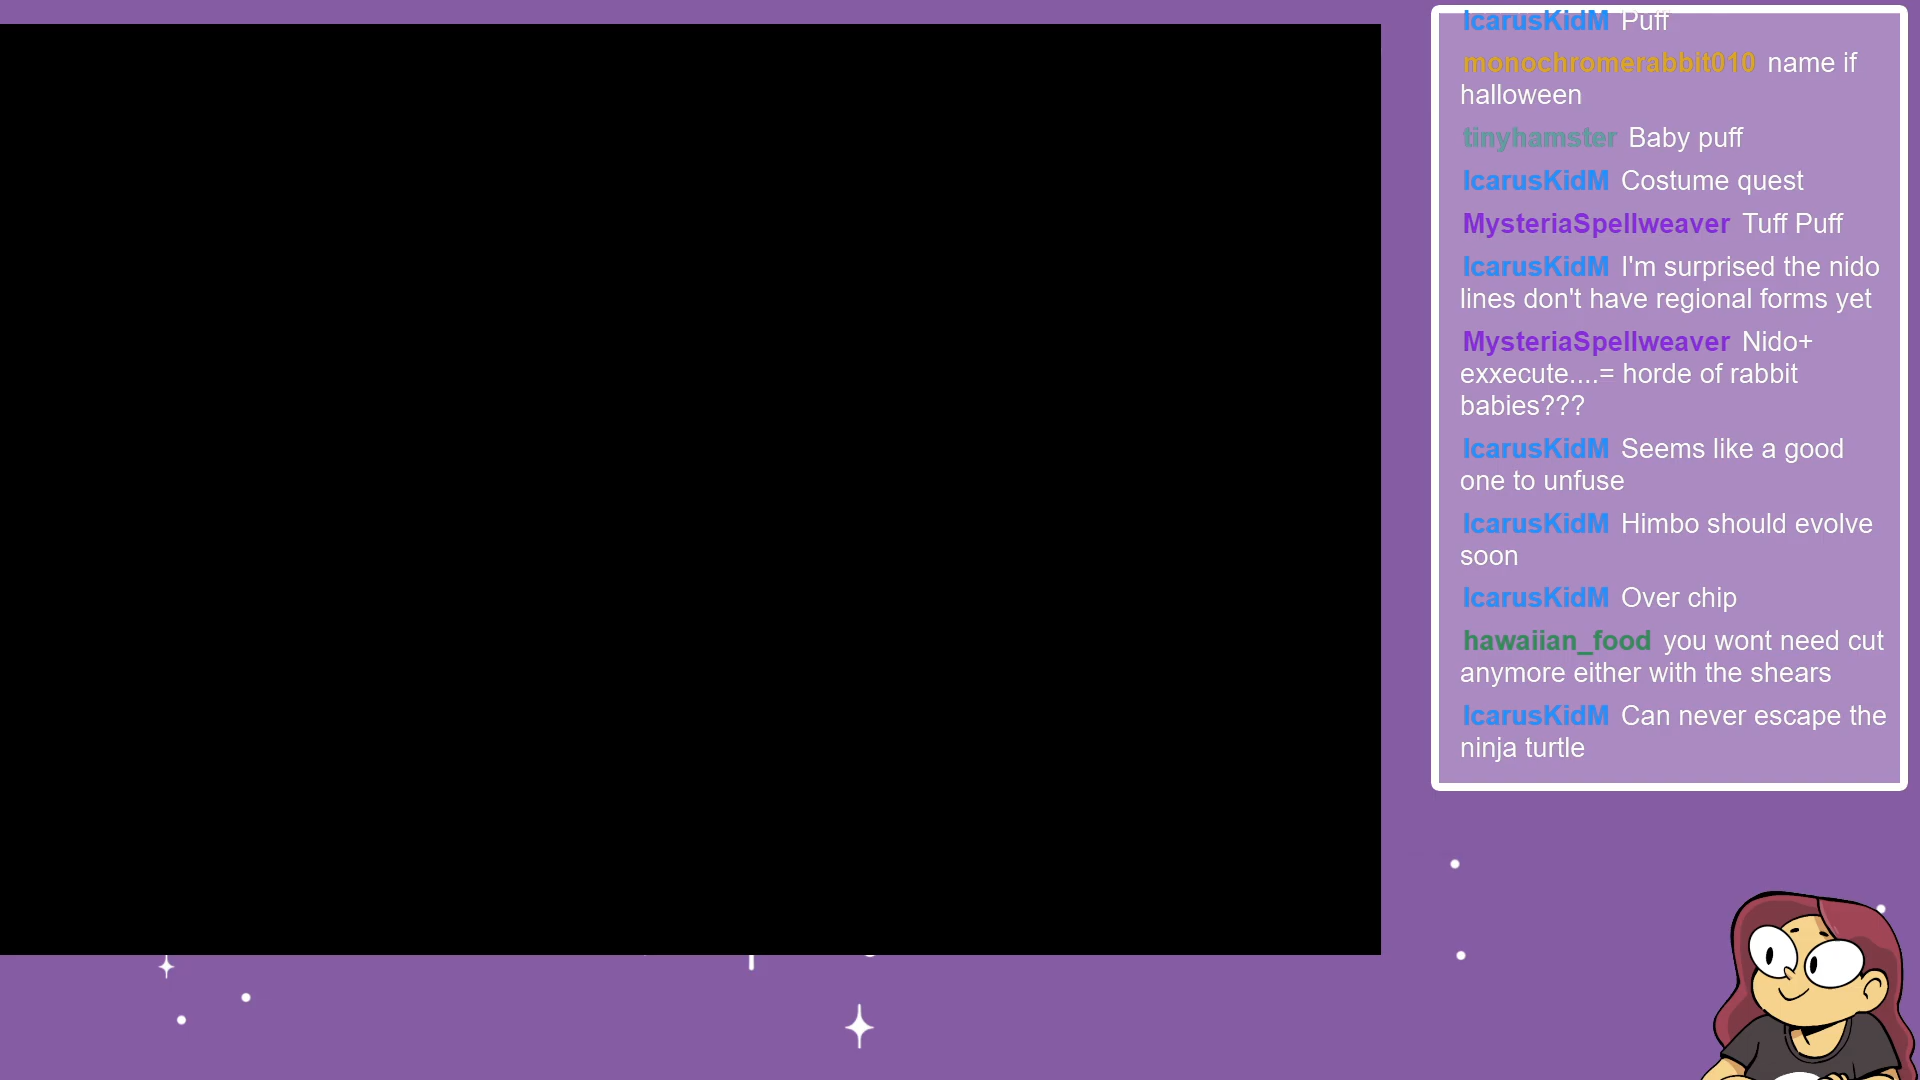 IcarusKidM Puff
monochromerabbit010 name if
halloween
tinyhamster Baby puff
IcarusKidM Costume quest
MysteriaSpellweaver Tuff Puff
IcarusKidM I'm surprised the nido
lines don't have regional forms yet
MysteriaSpellweaver Nido+
exxecute....= horde of rabbit
babies???
IcarusKidM Seems like a good
one to unfuse
IcarusKidM Himbo should evolve
soon
IcarusKidM Over chip
hawaiian_food you wont need cut
anymore either with the shears
IcarusKidM Can never escape the
ninja turtle